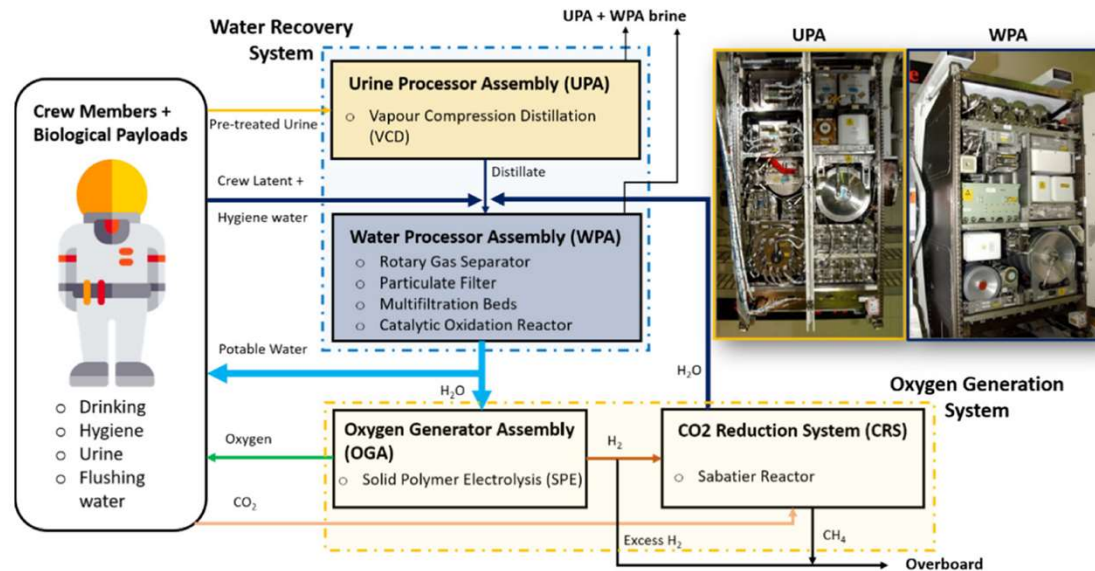 Water Recovery
System
UPA + WPA brine
UPA
WPA
Crew Members +
Biological Payloads
Pre-treated Urine
Urine Processor Assembly (UPA)
○ Vapour Compression Distillation
(VCD)
Distillate
Crew Latent +
Hygiene water
Water Processor Assembly (WPA)
○ Rotary Gas Separator
○ Particulate Filter
○ Multifiltration Beds
○ Catalytic Oxidation Reactor
Potable Water
H₂O
H₂O
Oxygen Generation
System
○ Drinking
○ Hygiene
○ Urine
○ Flushing
water
Oxygen
Oxygen Generator Assembly
(OGA)
○ Solid Polymer Electrolysis (SPE)
H₂
CO2 Reduction System (CRS)
○ Sabatier Reactor
CO₂
Excess H₂
CH₄
Overboard